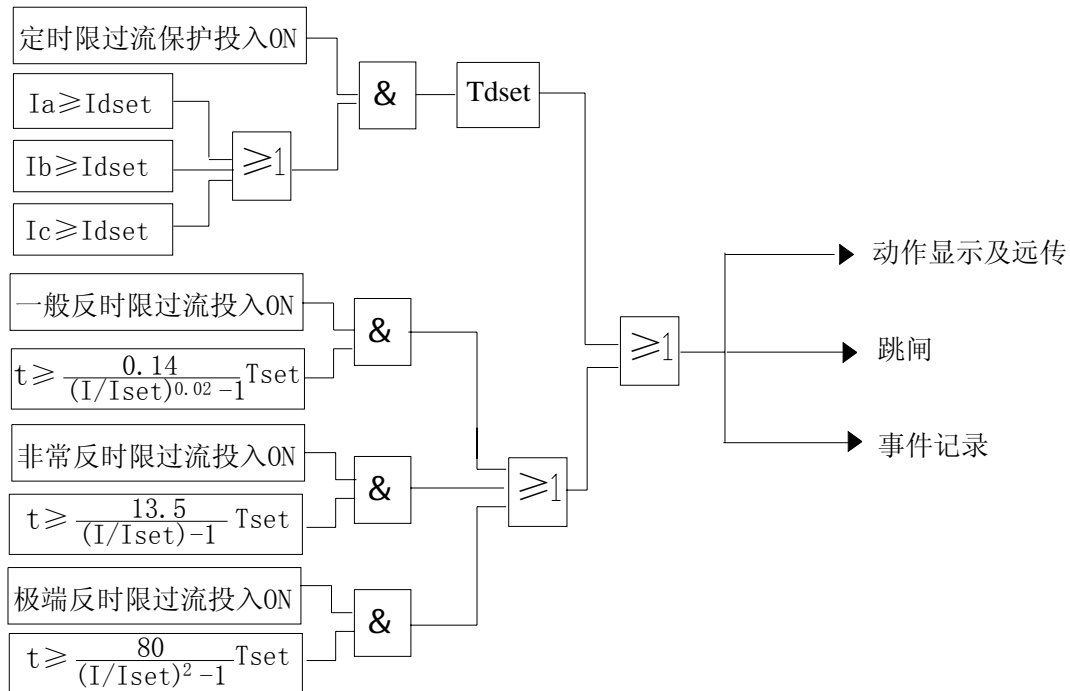 定时限过流保护投入ON
Ia≥Idset
Ib≥Idset
Ic≥Idset
≥1
&
Tdset
一般反时限过流投入ON
t≥0.14/((I/Iset)^0.02-1)Tset
&
非常反时限过流投入ON
t≥13.5/((I/Iset)-1)Tset
&
极端反时限过流投入ON
t≥80/((I/Iset)^2-1)Tset
&
≥1
≥1
动作显示及远传
跳闸
事件记录